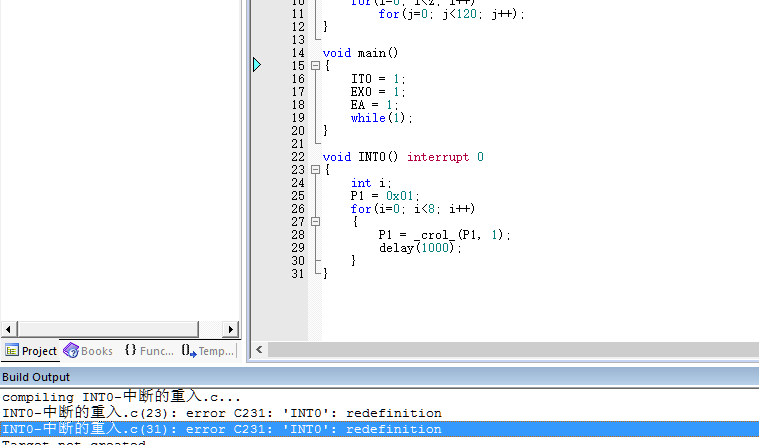 10 for(i=0; i<z; i++)
11 for(j=0; j<120; j++);
12 }
13
14 void main()
15 {
16 IT0 = 1;
17 EX0 = 1;
18 EA = 1;
19 while(1);
20 }
21
22 void INT0() interrupt 0
23 {
24 int i;
25 P1 = 0x01;
26 for(i=0; i<8; i++)
27 {
28 P1 = _crol_(P1, 1);
29 delay(1000);
30 }
31 }
Project Books {} Func... Temp...
Build Output
compiling INT0-中断的重入.c...
INT0-中断的重入.c(23): error C231: 'INT0': redefinition
INT0-中断的重入.c(31): error C231: 'INT0': redefinition
Target not created